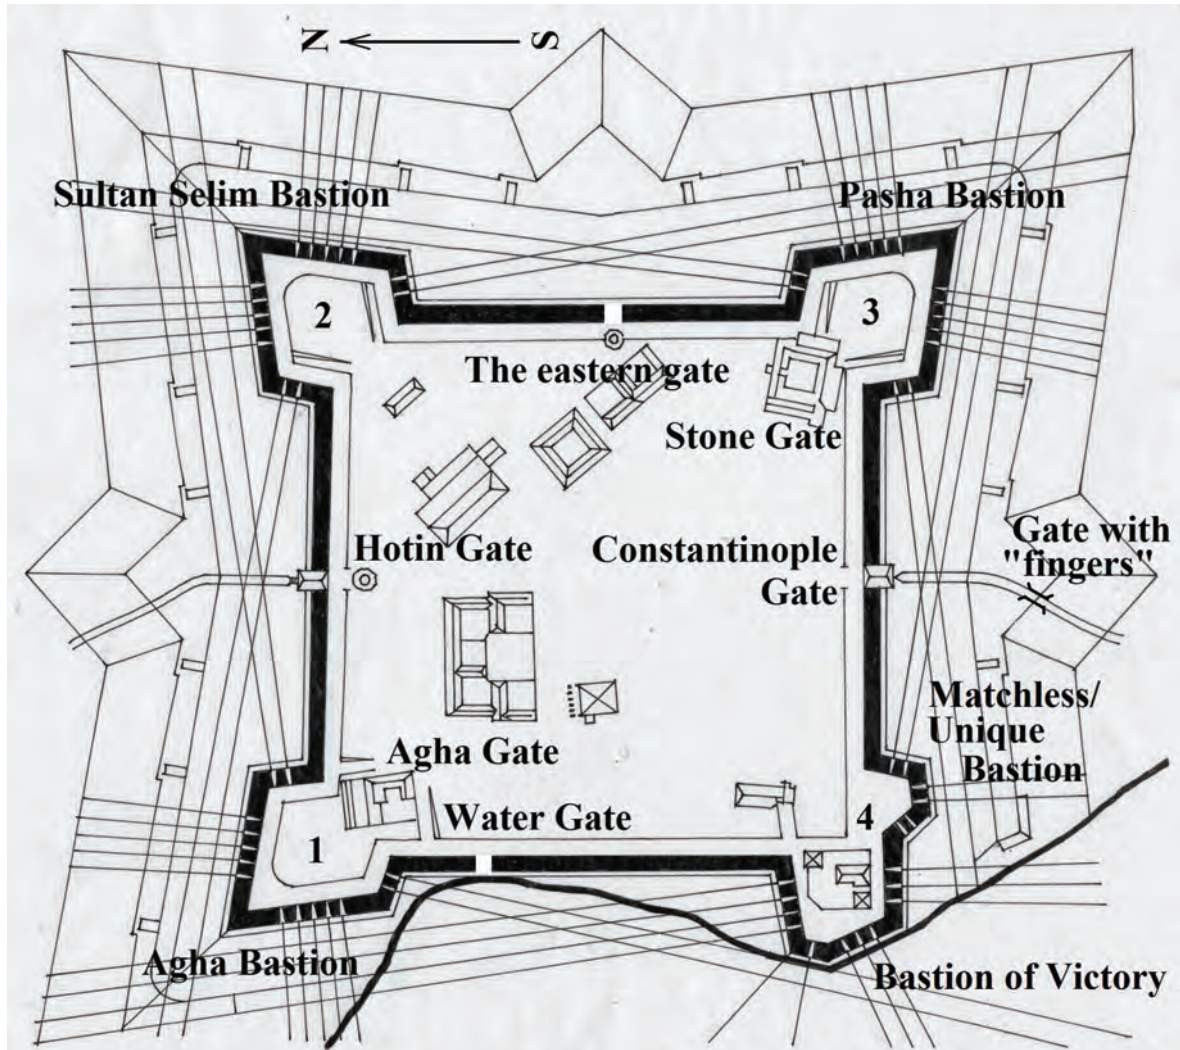 N
S
Sultan Selim Bastion
Pasha Bastion
2
3
The eastern gate
Stone Gate
Hotin Gate
Constantinople
Gate
Gate with
"fingers"
Agha Gate
Matchless/
Unique
Bastion
Water Gate
4
1
Agha Bastion
Bastion of Victory